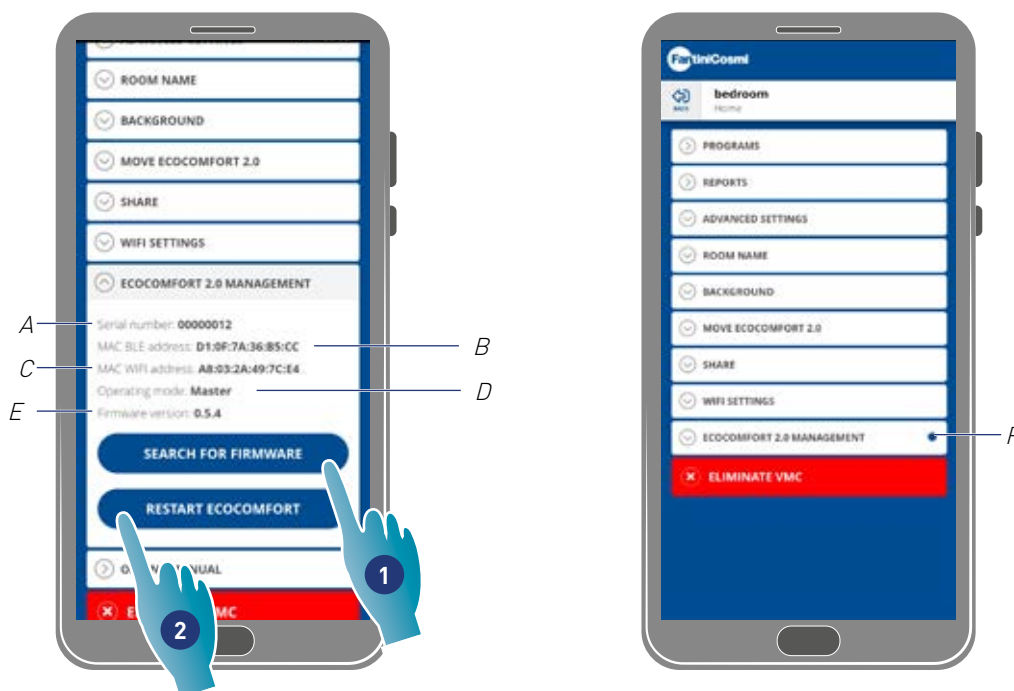 ROOM NAME
BACKGROUND
MOVE ECOCOMFORT 2.0
SHARE
WIFI SETTINGS
ECOCOMFORT 2.0 MANAGEMENT
A
Serial number: 00000012
MAC BLE address: D1:0F:7A:36:B5:CC
B
C
MAC WIFI address: A8:03:2A:49:7C:E4
Operating mode: Master
D
E
Firmware version: 0.5.4
SEARCH FOR FIRMWARE
RESTART ECOCOMFORT
1
2
FantiniCosmi
BACK
bedroom
Home
PROGRAMS
REPORTS
ADVANCED SETTINGS
ROOM NAME
BACKGROUND
MOVE ECOCOMFORT 2.0
SHARE
WIFI SETTINGS
ECOCOMFORT 2.0 MANAGEMENT
ELIMINATE VMC